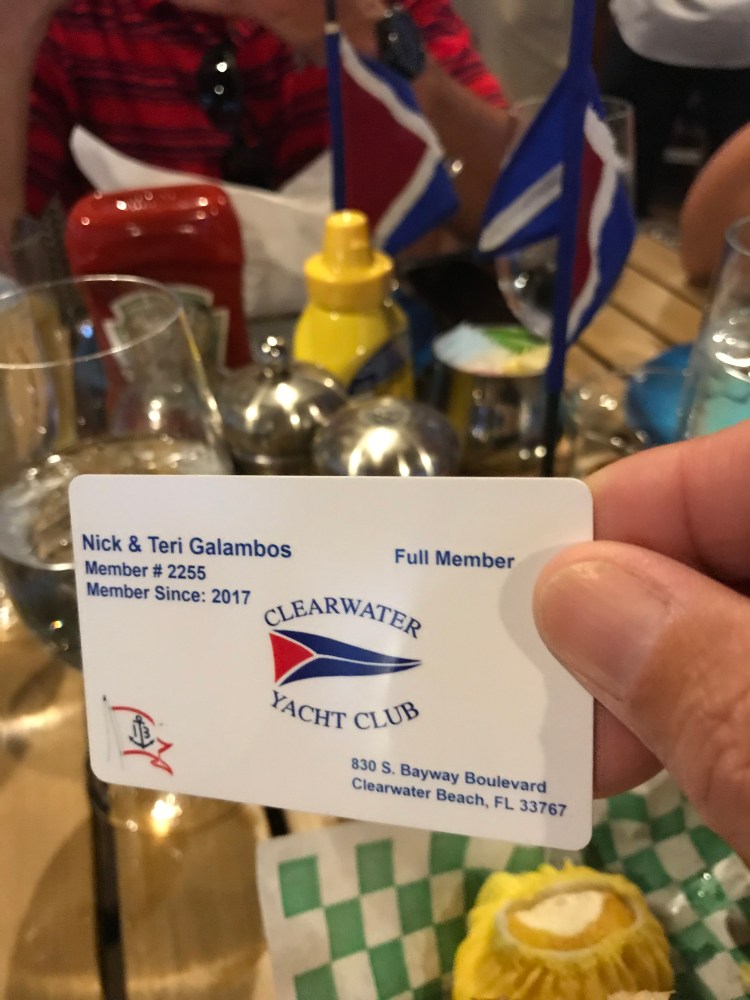 Nick & Teri Galambos
Full Member
Member # 2255
Member Since: 2017
CLEARWATER
YACHT CLUB
13
830 S. Bayway Boulevard
Clearwater Beach, FL 33767